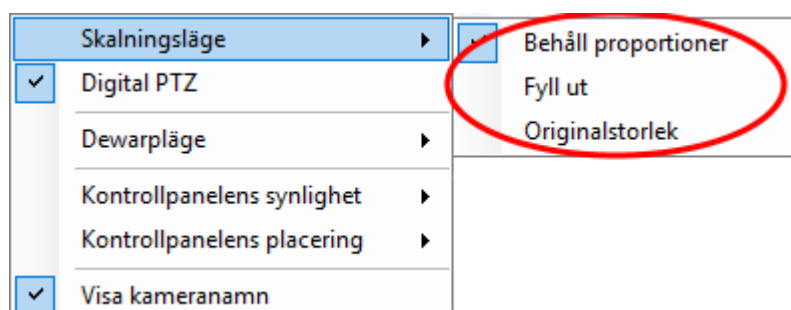 Skalningsläge
Digital PTZ
Dewarpläge
Kontrollpanelens synlighet
Kontrollpanelens placering
Visa kameranamn
Behåll proportioner
Fyll ut
Originalstorlek